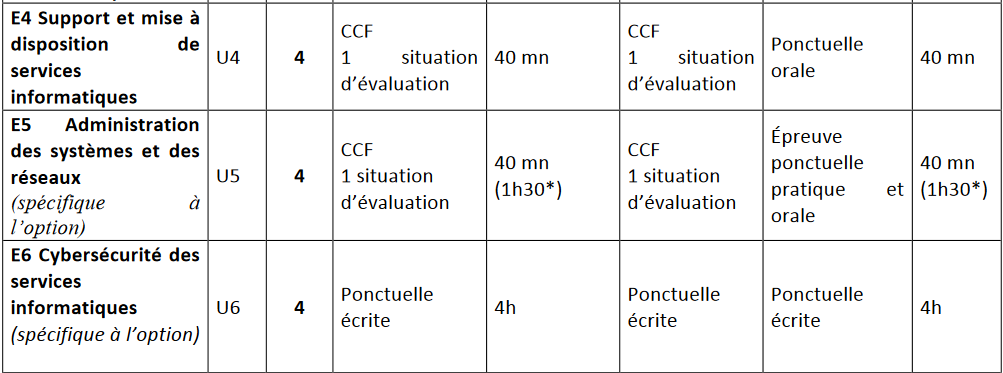 E4 Support et mise à
disposition de
services
informatiques
U4
4
CCF
1 situation
d'évaluation
40 mn
CCF
1 situation
d'évaluation
Ponctuelle
orale
40 mn
E5 Administration
des systèmes et des
réseaux
(spécifique à
l'option)
U5
4
CCF
1 situation
d'évaluation
40 mn
(1h30*)
CCF
1 situation
d'évaluation
Épreuve
ponctuelle
pratique et
orale
40 mn
(1h30*)
E6 Cybersécurité des
services
informatiques
(spécifique à l'option)
U6
4
Ponctuelle
écrite
4h
Ponctuelle
écrite
Ponctuelle
écrite
4h